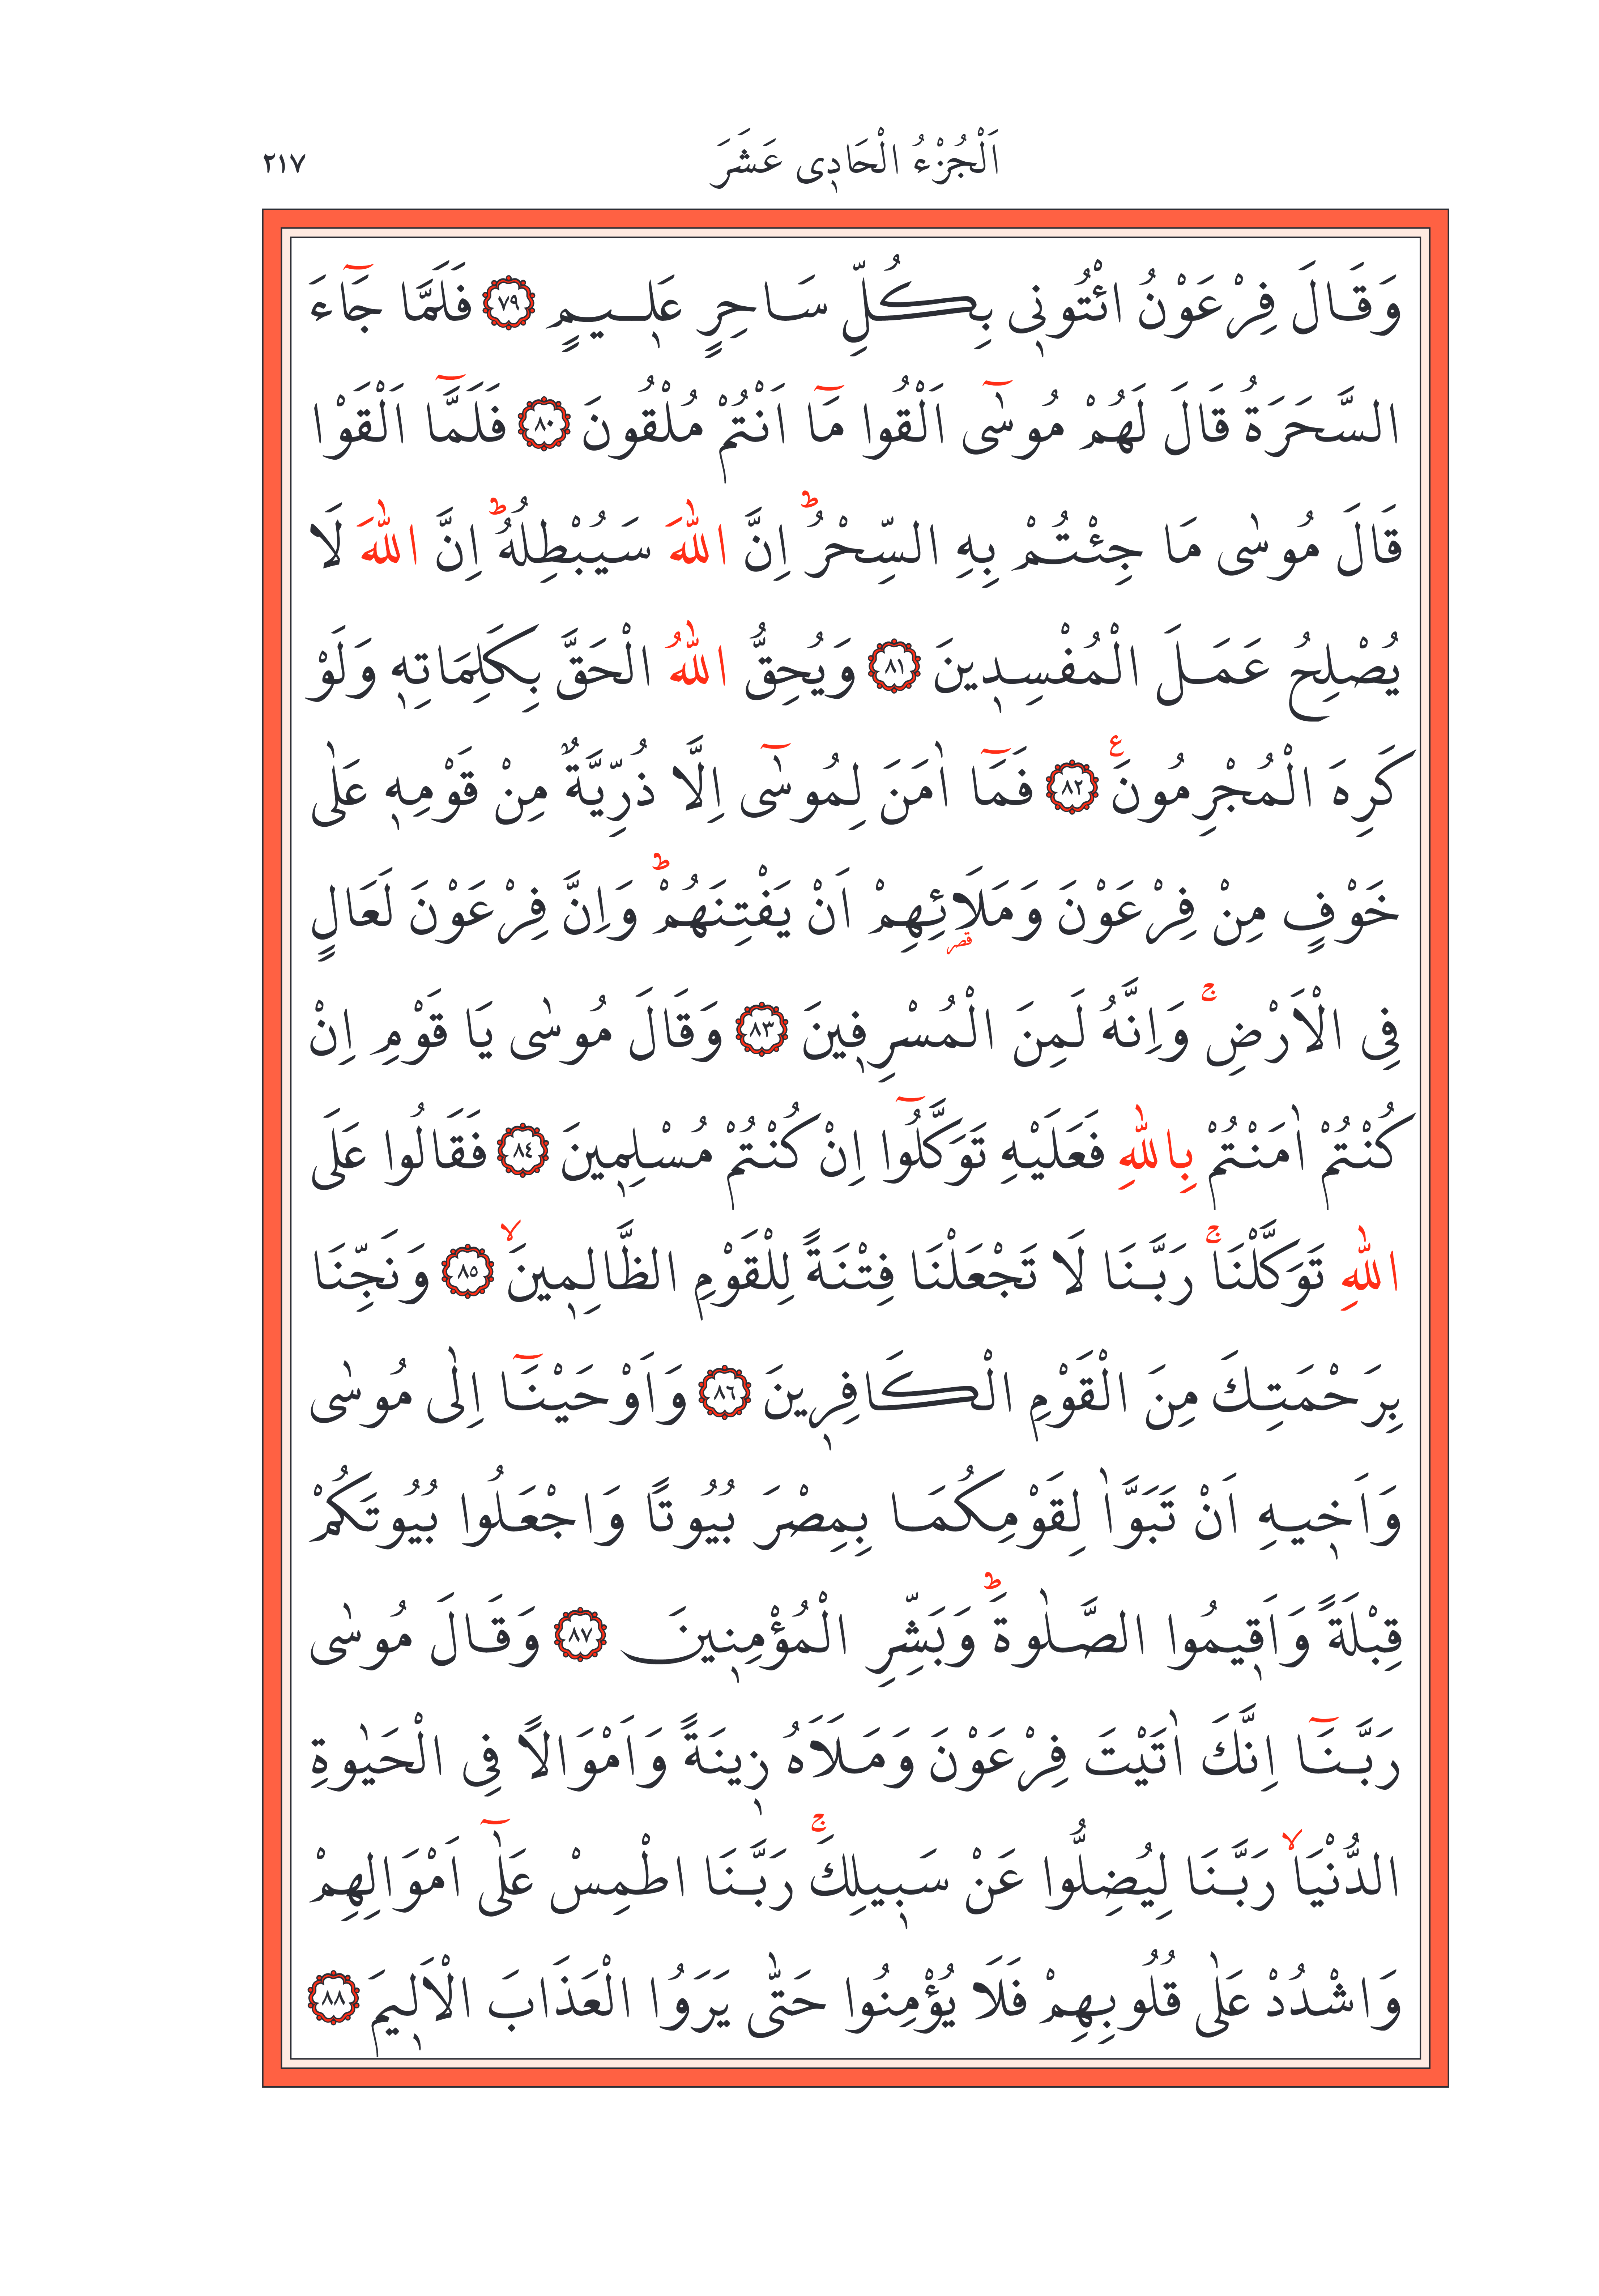 اَلْجُزْءُ الْحَادٖى عَشَرَ
٢١٧
وَقَالَ فِرْعَوْنُ ائْتُونٖى بِكُلِّ سَاحِرٍ عَلٖيمٍ ﴿٧٩﴾ فَلَمَّا جَٓاءَ
السَّحَرَةُ قَالَ لَهُمْ مُوسٰٓى اَلْقُوا مَٓا اَنْتُمْ مُلْقُونَ ﴿٨٠﴾ فَلَمَّٓا اَلْقَوْا
قَالَ مُوسٰى مَا جِئْتُمْ بِهِ السِّحْرُؕ اِنَّ اللّٰهَ سَيُبْطِلُهُؕ اِنَّ اللّٰهَ لَا
يُصْلِحُ عَمَلَ الْمُفْسِدٖينَ ﴿٨١﴾ وَيُحِقُّ اللّٰهُ الْحَقَّ بِكَلِمَاتِهٖ وَلَوْ
كَرِهَ الْمُجْرِمُونَ ع ﴿٨٢﴾ فَمَٓا اٰمَنَ لِمُوسٰٓى اِلَّا ذُرِّيَّةٌ مِنْ قَوْمِهٖ عَلٰى
خَوْفٍ مِنْ فِرْعَوْنَ وَمَلَا۬ئِهِمْ قصر اَنْ يَفْتِنَهُمْؕ وَاِنَّ فِرْعَوْنَ لَعَالٍ
فِى الْاَرْضِۚ وَاِنَّهُ لَمِنَ الْمُسْرِفٖينَ ﴿٨٣﴾ وَقَالَ مُوسٰى يَا قَوْمِ اِنْ
كُنْتُمْ اٰمَنْتُمْ بِاللّٰهِ فَعَلَيْهِ تَوَكَّلُٓوا اِنْ كُنْتُمْ مُسْلِمٖينَ ﴿٨٤﴾ فَقَالُوا عَلَى
اللّٰهِ تَوَكَّلْنَاۚ رَبَّنَا لَا تَجْعَلْنَا فِتْنَةً لِلْقَوْمِ الظَّالِمٖينَۙ ﴿٨٥﴾ وَنَجِّنَا
بِرَحْمَتِكَ مِنَ الْقَوْمِ الْكَافِرٖينَ ﴿٨٦﴾ وَاَوْحَيْنَٓا اِلٰى مُوسٰى
وَاَخٖيهِ اَنْ تَبَوَّاٰ لِقَوْمِكُمَا بِمِصْرَ بُيُوتًا وَاجْعَلُوا بُيُوتَكُمْ
قِبْلَةً وَاَقٖيمُوا الصَّلٰوةَؕ وَبَشِّرِ الْمُؤْمِنٖينَ ﴿٨٧﴾ وَقَالَ مُوسٰى
رَبَّنَٓا اِنَّكَ اٰتَيْتَ فِرْعَوْنَ وَمَلَاَهُ زٖينَةً وَاَمْوَالًا فِى الْحَيٰوةِ
الدُّنْيَاۙ رَبَّنَا لِيُضِلُّوا عَنْ سَبٖيلِكَۚ رَبَّنَا اطْمِسْ عَلٰٓى اَمْوَالِهِمْ
وَاشْدُدْ عَلٰى قُلُوبِهِمْ فَلَا يُؤْمِنُوا حَتّٰى يَرَوُا الْعَذَابَ الْاَلٖيمَ ﴿٨٨﴾